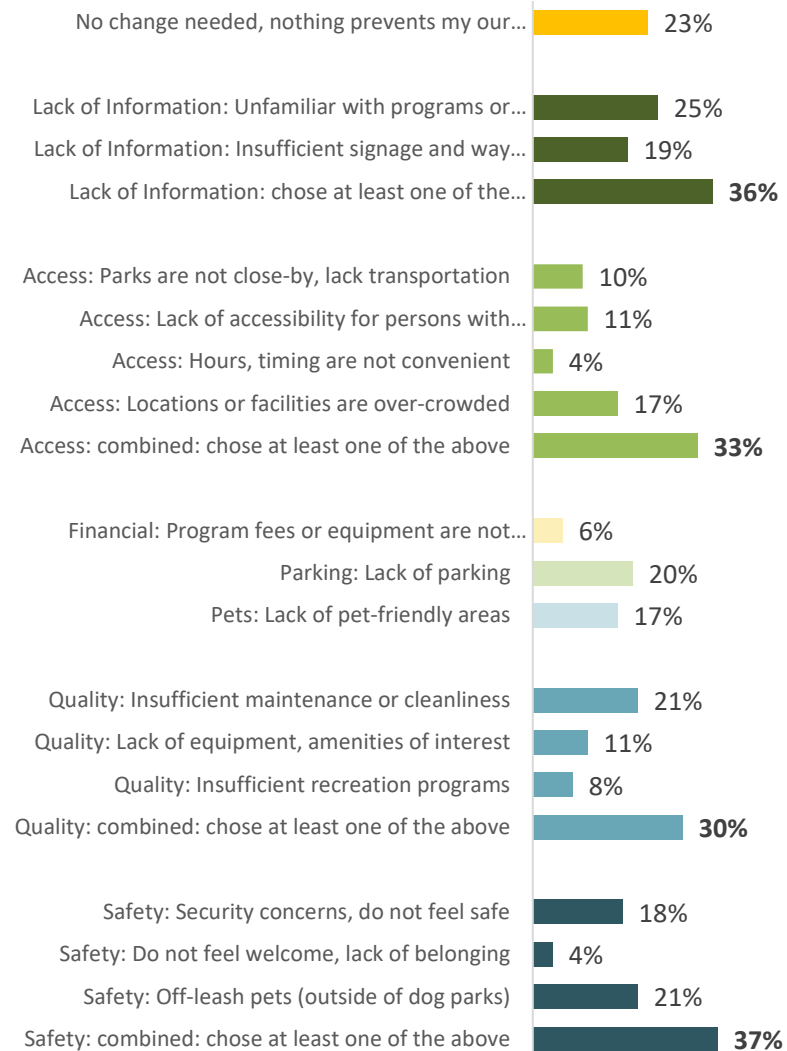 No change needed, nothing prevents my our... 23%
Lack of Information: Unfamiliar with programs or... 25%
Lack of Information: Insufficient signage and way... 19%
Lack of Information: chose at least one of the... 36%
Access: Parks are not close-by, lack transportation 10%
Access: Lack of accessibility for persons with... 11%
Access: Hours, timing are not convenient 4%
Access: Locations or facilities are over-crowded 17%
Access: combined: chose at least one of the above 33%
Financial: Program fees or equipment are not... 6%
Parking: Lack of parking 20%
Pets: Lack of pet-friendly areas 17%
Quality: Insufficient maintenance or cleanliness 21%
Quality: Lack of equipment, amenities of interest 11%
Quality: Insufficient recreation programs 8%
Quality: combined: chose at least one of the above 30%
Safety: Security concerns, do not feel safe 18%
Safety: Do not feel welcome, lack of belonging 4%
Safety: Off-leash pets (outside of dog parks) 21%
Safety: combined: chose at least one of the above 37%